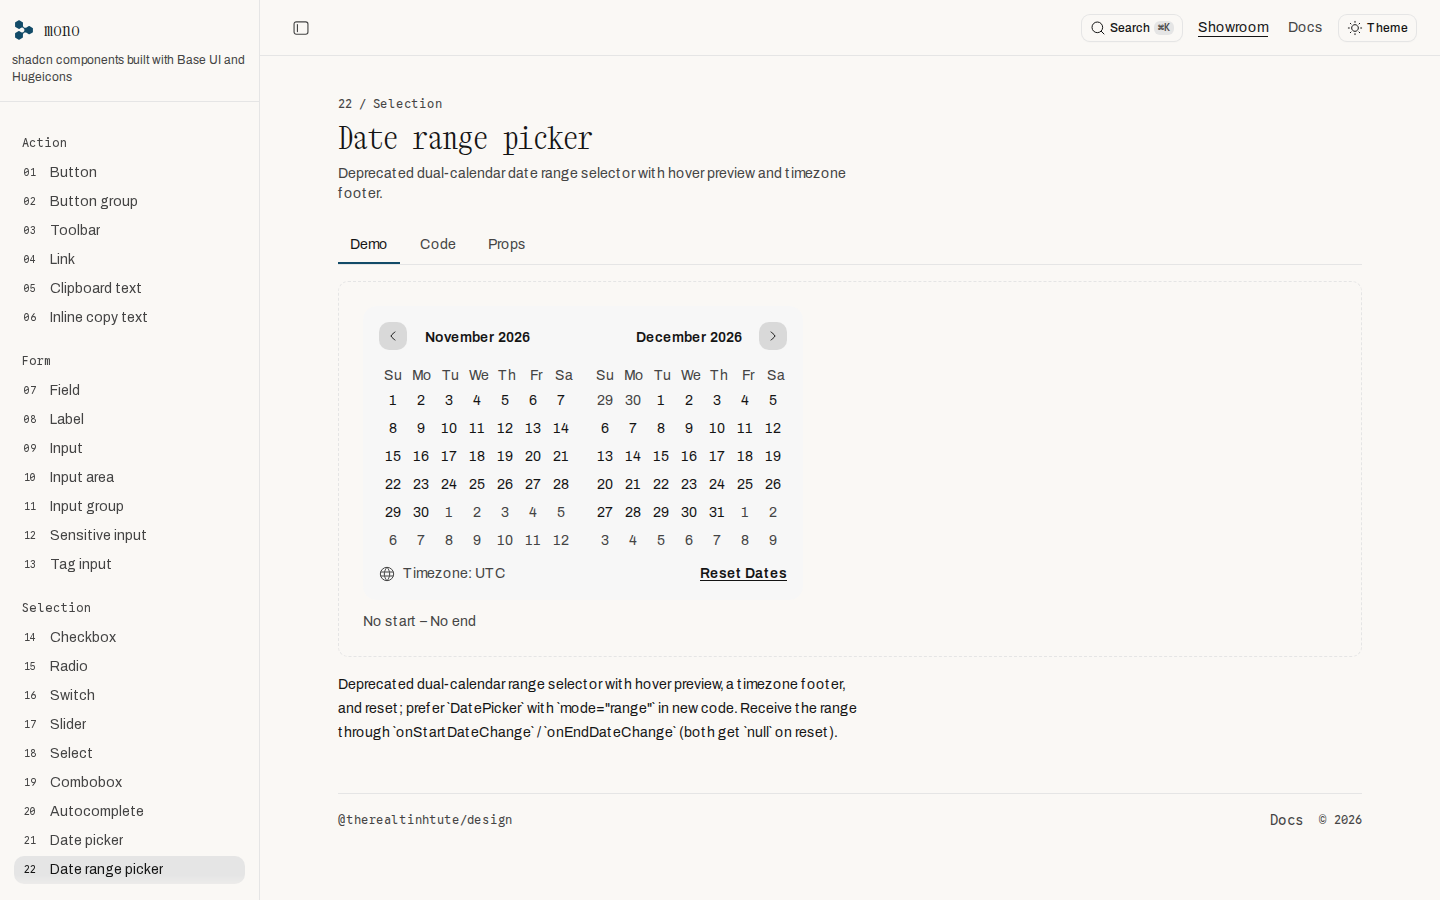 mono
shadcn components built with Base UI and
Hugeicons
Action
01 Button
02 Button group
03 Toolbar
04 Link
05 Clipboard text
06 Inline copy text
Form
07 Field
08 Label
09 Input
10 Input area
11 Input group
12 Sensitive input
13 Tag input
Selection
14 Checkbox
15 Radio
16 Switch
17 Slider
18 Select
19 Combobox
20 Autocomplete
21 Date picker
22 Date range picker
Search ⌘K Showroom Docs Theme
22 / Selection
Date range picker
Deprecated dual-calendar date range selector with hover preview and timezone
footer.
Demo Code Props
November 2026 December 2026
Su Mo Tu We Th Fr Sa Su Mo Tu We Th Fr Sa
1 2 3 4 5 6 7 29 30 1 2 3 4 5
8 9 10 11 12 13 14 6 7 8 9 10 11 12
15 16 17 18 19 20 21 13 14 15 16 17 18 19
22 23 24 25 26 27 28 20 21 22 23 24 25 26
29 30 1 2 3 4 5 27 28 29 30 31 1 2
6 7 8 9 10 11 12 3 4 5 6 7 8 9
Timezone: UTC Reset Dates
No start – No end
Deprecated dual-calendar range selector with hover preview, a timezone footer,
and reset; prefer `DatePicker` with `mode="range"` in new code. Receive the range
through `onStartDateChange` / `onEndDateChange` (both get `null` on reset).
@therealtinhtute/design Docs © 2026